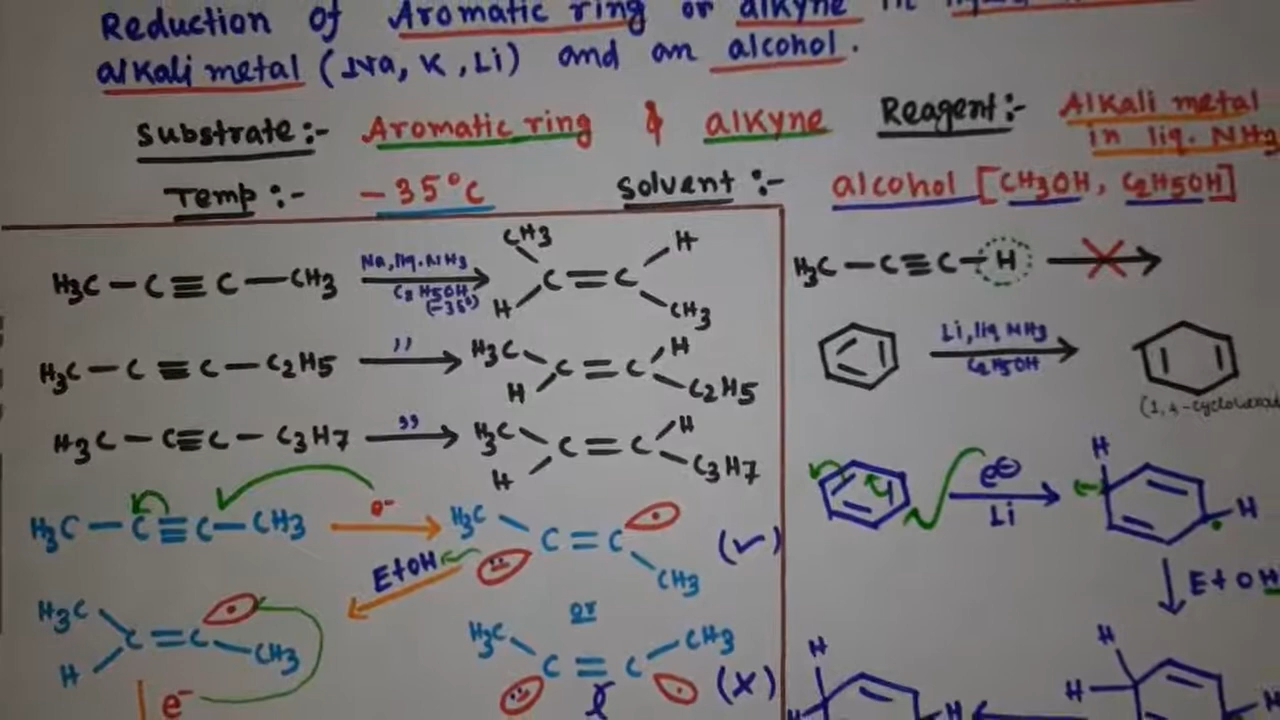 Reduction of Aromatic ring or alkyne in
alkali metal (Na, K, Li) and an alcohol.
Substrate:- Aromatic ring & alkyne Reagent:- Alkali metal
in liq. NH3
Temp:- -35°C Solvent:- alcohol [CH3OH, C2H5OH]
H3C - C ≡ C - CH3 Na, liq. NH3 C2H5OH (-35°) CH3 H C = C H CH3
H3C - C ≡ C - H
H3C - C ≡ C - C2H5 ,, H3C H C = C H C2H5
Li, liq NH3 C2H5OH
H3C - C ≡ C - C3H7 ,, H3C H C = C H C3H7
H3C - C ≡ C - CH3 e- H3C C = C CH3 (✓)
e⊖ Li H H
EtOH
EtOH
or
H3C H C = C CH3
H3C C = C CH3 (x)
e-
H H H
H H